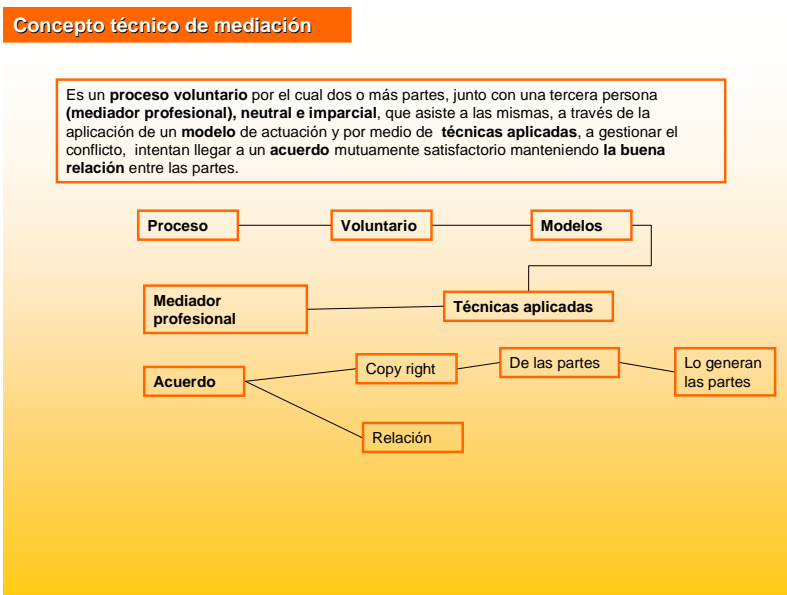 Concepto técnico de mediación
Es un proceso voluntario por el cual dos o más partes, junto con una tercera persona
(mediador profesional), neutral e imparcial, que asiste a las mismas, a través de la
aplicación de un modelo de actuación y por medio de técnicas aplicadas, a gestionar el
conflicto, intentan llegar a un acuerdo mutuamente satisfactorio manteniendo la buena
relación entre las partes.
Proceso
Voluntario
Modelos
Mediador
profesional
Técnicas aplicadas
Acuerdo
Copy right
De las partes
Lo generan
las partes
Relación